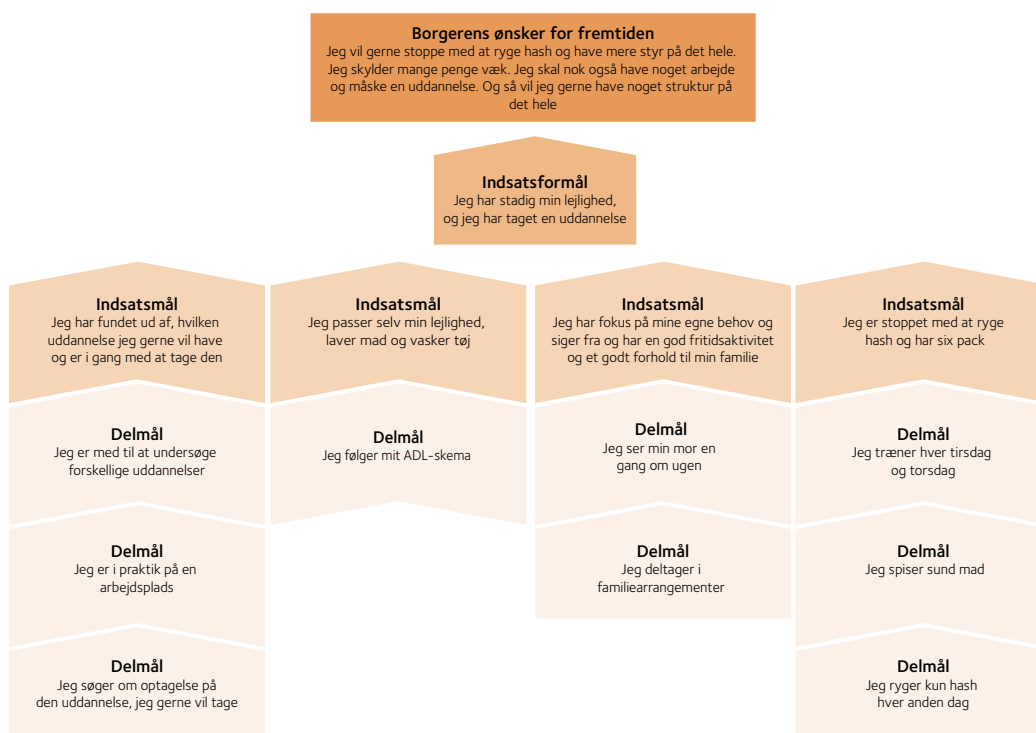 Borgerens ønsker for fremtiden
Jeg vil gerne stoppe med at ryge hash og have mere styr på det hele.
Jeg skylder mange penge væk. Jeg skal nok også have noget arbejde
og måske en uddannelse. Og så vil jeg gerne have noget struktur på
det hele
Indsatsformål
Jeg har stadig min lejlighed,
og jeg har taget en uddannelse
Indsatsmål
Jeg har fundet ud af, hvilken
uddannelse jeg gerne vil have
og er i gang med at tage den
Delmål
Jeg er med til at undersøge
forskellige uddannelser
Delmål
Jeg er i praktik på en
arbejdsplads
Delmål
Jeg søger om optagelse på
den uddannelse, jeg gerne vil tage
Indsatsmål
Jeg passer selv min lejlighed,
laver mad og vasker tøj
Delmål
Jeg følger mit ADL-skema
Indsatsmål
Jeg har fokus på mine egne behov og
siger fra og har en god fritidsaktivitet
og et godt forhold til min familie
Delmål
Jeg ser min mor en
gang om ugen
Delmål
Jeg deltager i
familiearrangementer
Indsatsmål
Jeg er stoppet med at ryge
hash og har six pack
Delmål
Jeg træner hver tirsdag
og torsdag
Delmål
Jeg spiser sund mad
Delmål
Jeg ryger kun hash
hver anden dag